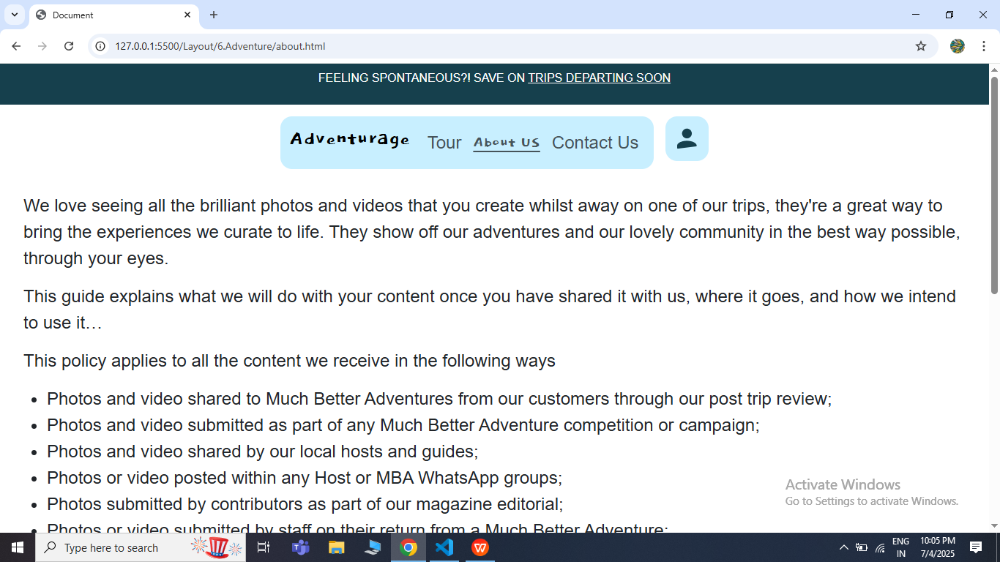 Document
127.0.0.1:5500/Layout/6.Adventure/about.html
FEELING SPONTANEOUS?! SAVE ON TRIPS DEPARTING SOON
Adventurage Tour About US Contact Us
We love seeing all the brilliant photos and videos that you create whilst away on one of our trips, they're a great way to
bring the experiences we curate to life. They show off our adventures and our lovely community in the best way possible,
through your eyes.
This guide explains what we will do with your content once you have shared it with us, where it goes, and how we intend
to use it…
This policy applies to all the content we receive in the following ways
• Photos and video shared to Much Better Adventures from our customers through our post trip review;
• Photos and video submitted as part of any Much Better Adventure competition or campaign;
• Photos and video shared by our local hosts and guides;
• Photos or video posted within any Host or MBA WhatsApp groups;
• Photos submitted by contributors as part of our magazine editorial;
• Photos or video submitted by staff on their return from a Much Better Adventure;
Activate Windows
Go to Settings to activate Windows.
Type here to search
ENG
IN
10:05 PM
7/4/2025